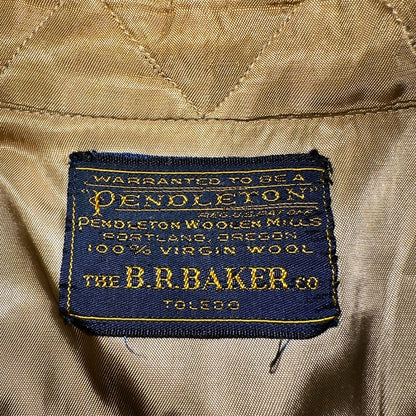 WARRANTED TO BE A
"PENDLETON"
REG. U.S. PAT. OFF.
PENDLETON WOOLEN MILLS
PORTLAND, OREGON
100% VIRGIN WOOL
THE B.R.BAKER CO
TOLEDO